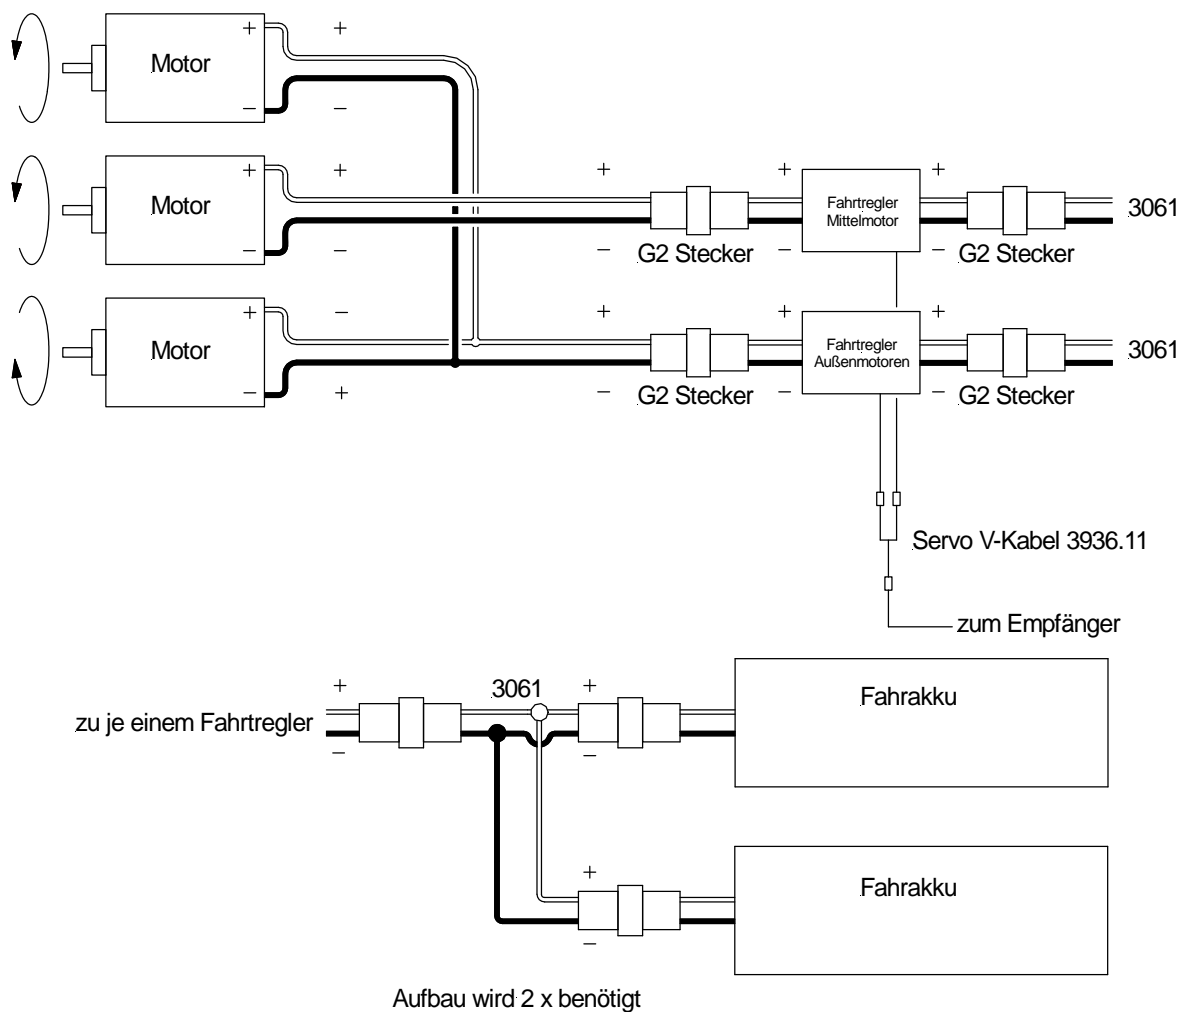 + +
Motor
− −
+ + + + +
Motor
Fahrtregler
Mittelmotor
3061
− − − − −
G2 Stecker G2 Stecker
+ − + + +
Motor
Fahrtregler
Außenmotoren
3061
− + − − −
G2 Stecker G2 Stecker
Servo V-Kabel 3936.11
zum Empfänger
+ 3061 +
Fahrakku
zu je einem Fahrtregler
− −
+
Fahrakku
−
Aufbau wird 2 x benötigt